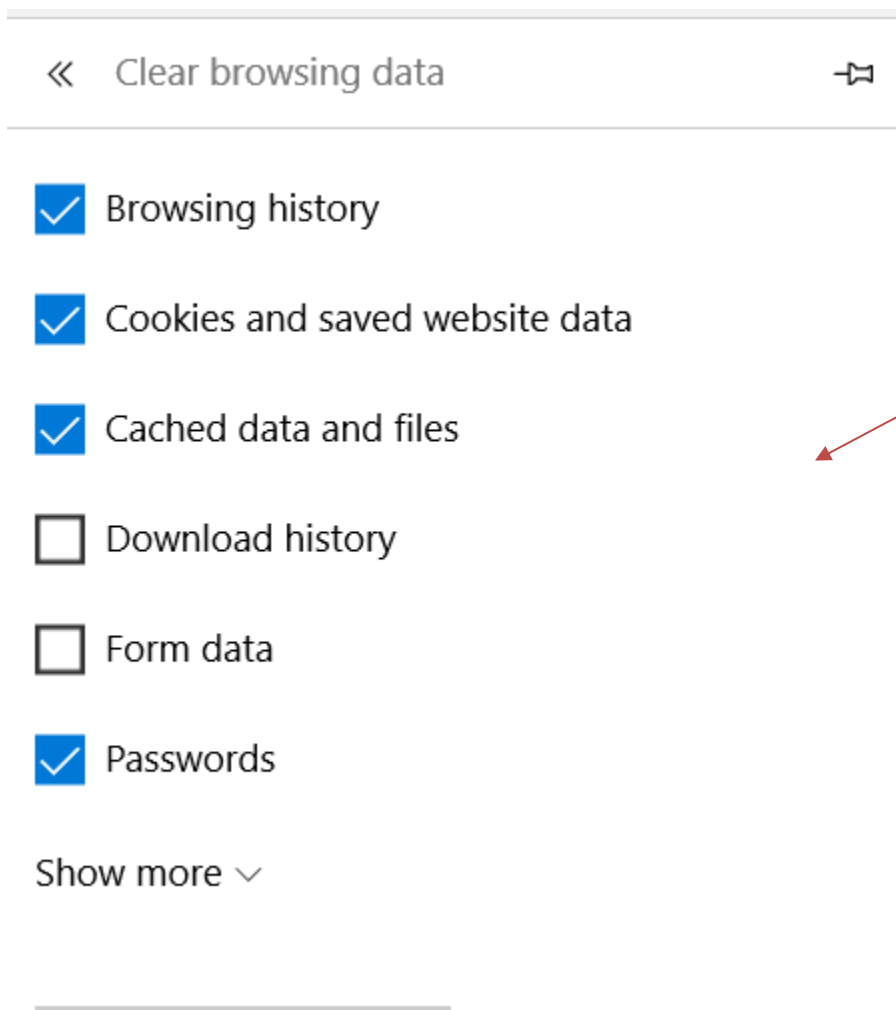 Clear browsing data
Browsing history
Cookies and saved website data
Cached data and files
Download history
Form data
Passwords
Show more